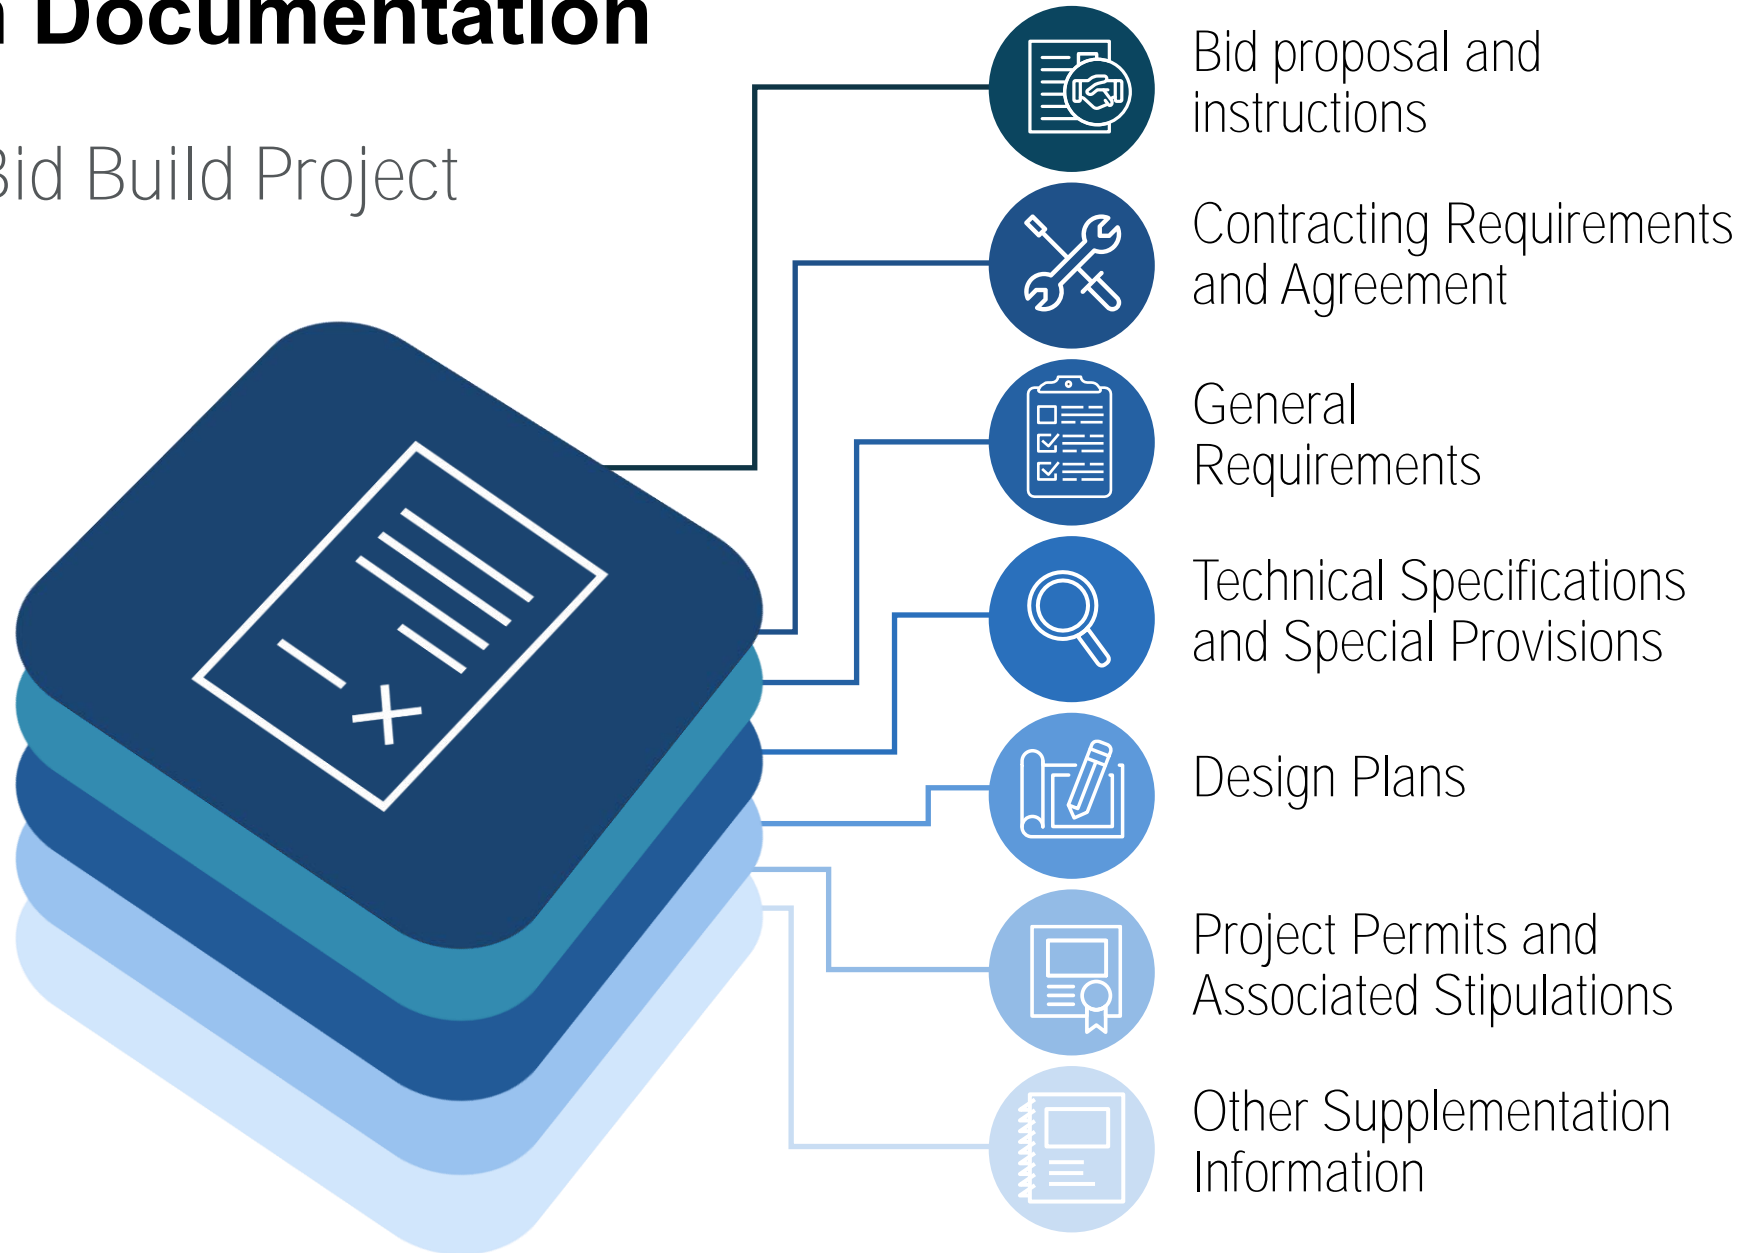 Documentation
Bid Build Project
Bid proposal and
instructions
Contracting Requirements
and Agreement
General
Requirements
Technical Specifications
and Special Provisions
Design Plans
Project Permits and
Associated Stipulations
Other Supplementation
Information